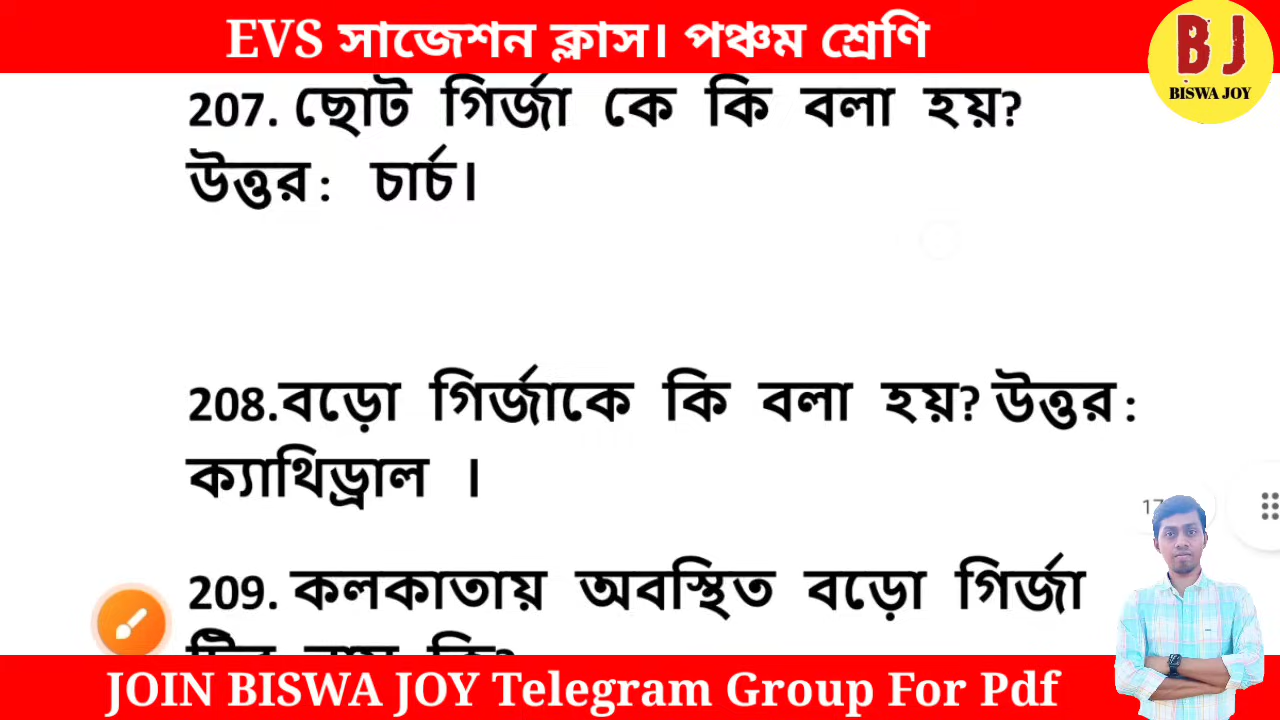 EVS সাজেশন ক্লাস। পঞ্চম শ্রেণি
BJ
BISWA JOY
207. ছোট গির্জা কে কি বলা হয়?
উত্তর: চার্চ।
208.বড়ো গির্জাকে কি বলা হয়? উত্তর:
ক্যাথিড্রাল ।
209. কলকাতায় অবস্থিত বড়ো গির্জা
JOIN BISWA JOY Telegram Group For Pdf